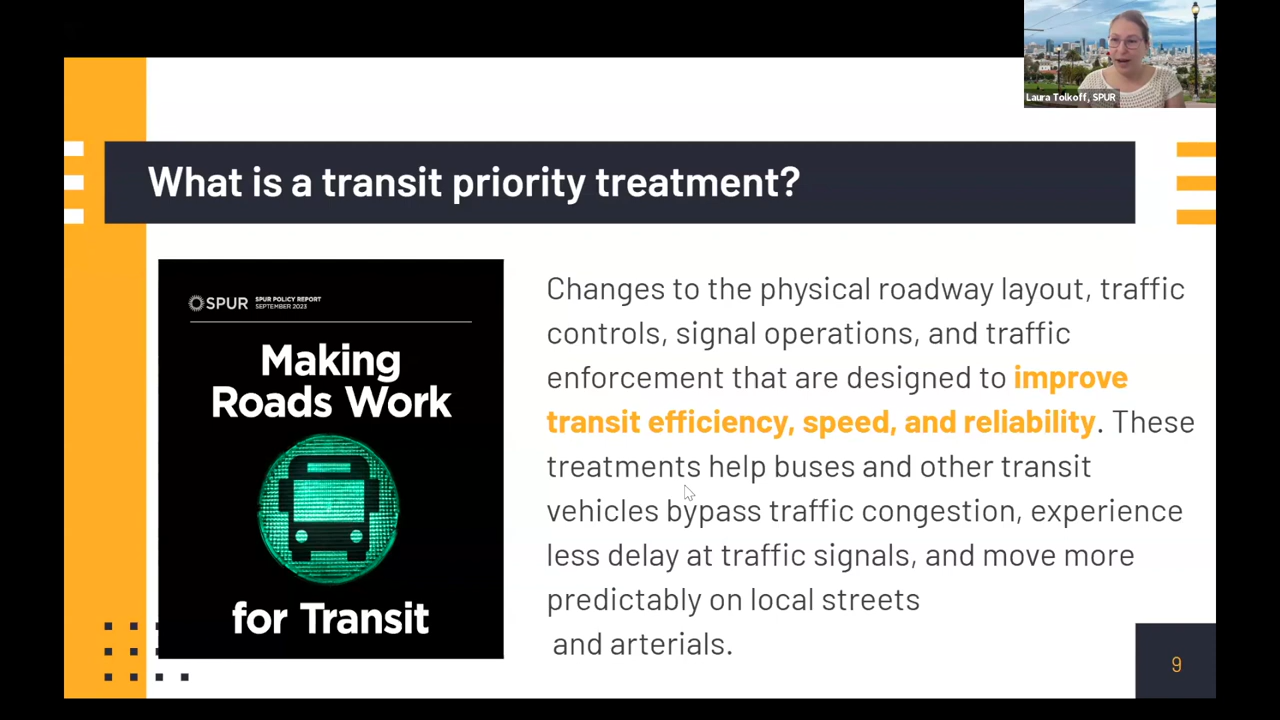 Laura Tolkoff, SPUR
What is a transit priority treatment?
SPUR
SPUR POLICY REPORT
SEPTEMBER 2023
Making
Roads Work
for Transit
Changes to the physical roadway layout, traffic
controls, signal operations, and traffic
enforcement that are designed to improve
transit efficiency, speed, and reliability. These
treatments help buses and other transit
vehicles bypass traffic congestion, experience
less delay at traffic signals, and move more
predictably on local streets
and arterials.
9